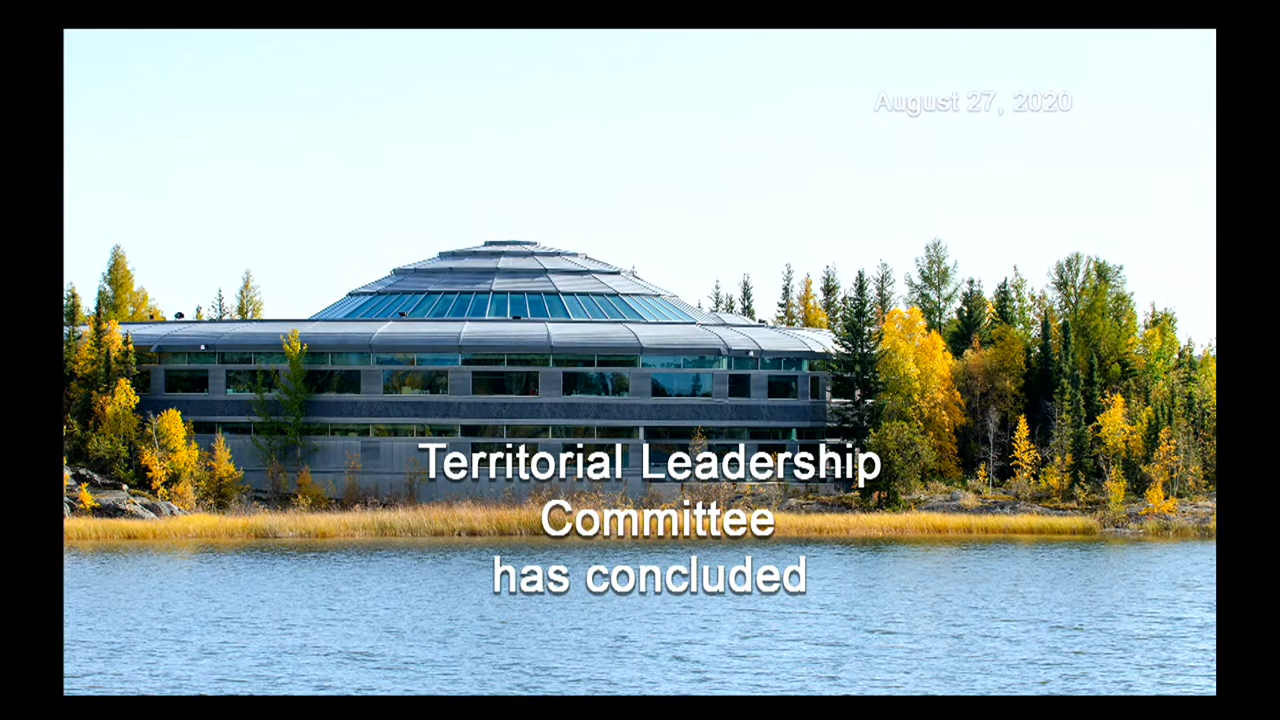 August 27, 2020
Territorial Leadership
Committee
has concluded